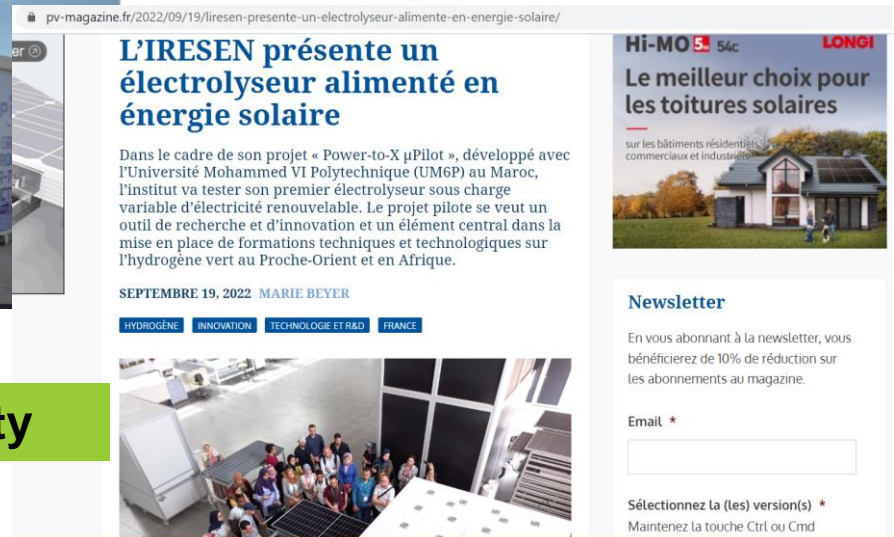 pv-magazine.fr/2022/09/19/liresen-presente-un-electrolyseur-alimente-en-energie-solaire/
L’IRESEN présente un
électrolyseur alimenté en
énergie solaire
Dans le cadre de son projet « Power-to-X µPilot », développé avec
l’Université Mohammed VI Polytechnique (UM6P) au Maroc,
l’institut va tester son premier électrolyseur sous charge
variable d’électricité renouvelable. Le projet pilote se veut un
outil de recherche et d’innovation et un élément central dans la
mise en place de formations techniques et technologiques sur
l’hydrogène vert au Proche-Orient et en Afrique.
SEPTEMBRE 19, 2022 MARIE BEYER
HYDROGÈNE INNOVATION TECHNOLOGIE ET R&D FRANCE
Hi-MO 5 54c LONGI
Le meilleur choix pour
les toitures solaires
sur les bâtiments résidentiels,
commerciaux et industriels
Newsletter
En vous abonnant à la newsletter, vous
bénéficierez de 10% de réduction sur
les abonnements au magazine.
Email *
Sélectionnez la (les) version(s) *
Maintenez la touche Ctrl ou Cmd